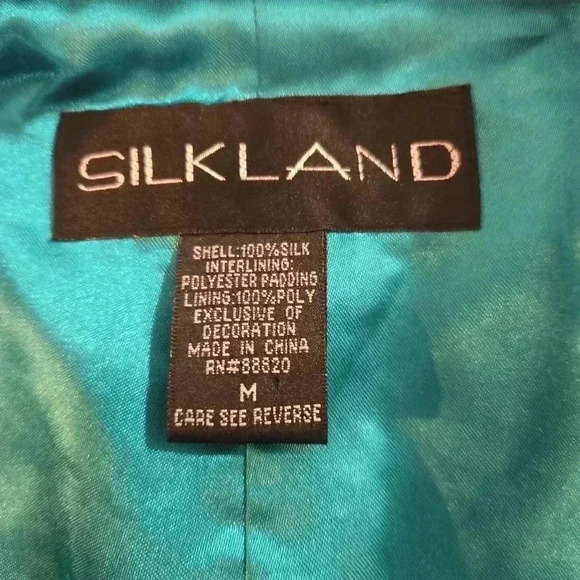 SILKLAND
SHELL:100%SILK
INTERLINING:
POLYESTER PADDING
LINING:100%POLY
EXCLUSIVE OF
DECORATION
MADE IN CHINA
RN#88820
M
CARE SEE REVERSE